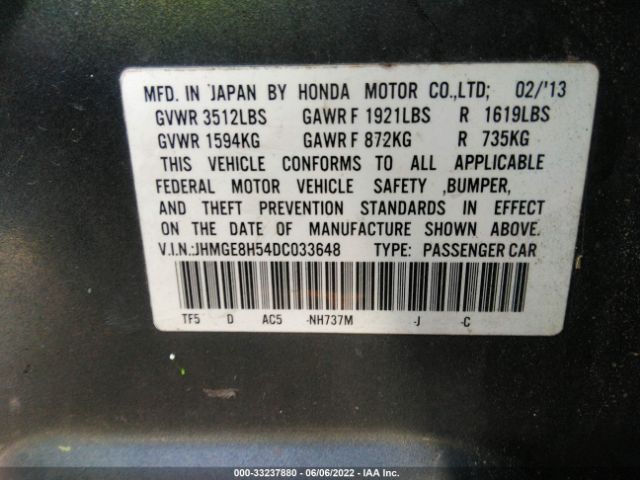 MFD. IN JAPAN BY HONDA MOTOR CO.,LTD; 02/'13
GVWR 3512LBS GAWR F 1921LBS R 1619LBS
GVWR 1594KG GAWR F 872KG R 735KG
THIS VEHICLE CONFORMS TO ALL APPLICABLE
FEDERAL MOTOR VEHICLE SAFETY ,BUMPER,
AND THEFT PREVENTION STANDARDS IN EFFECT
ON THE DATE OF MANUFACTURE SHOWN ABOVE.
V.I.N.:JHMGE8H54DC033648 TYPE: PASSENGER CAR
TF5 D AC5 -NH737M -J -C
000-33237880 - 06/06/2022 - IAA Inc.